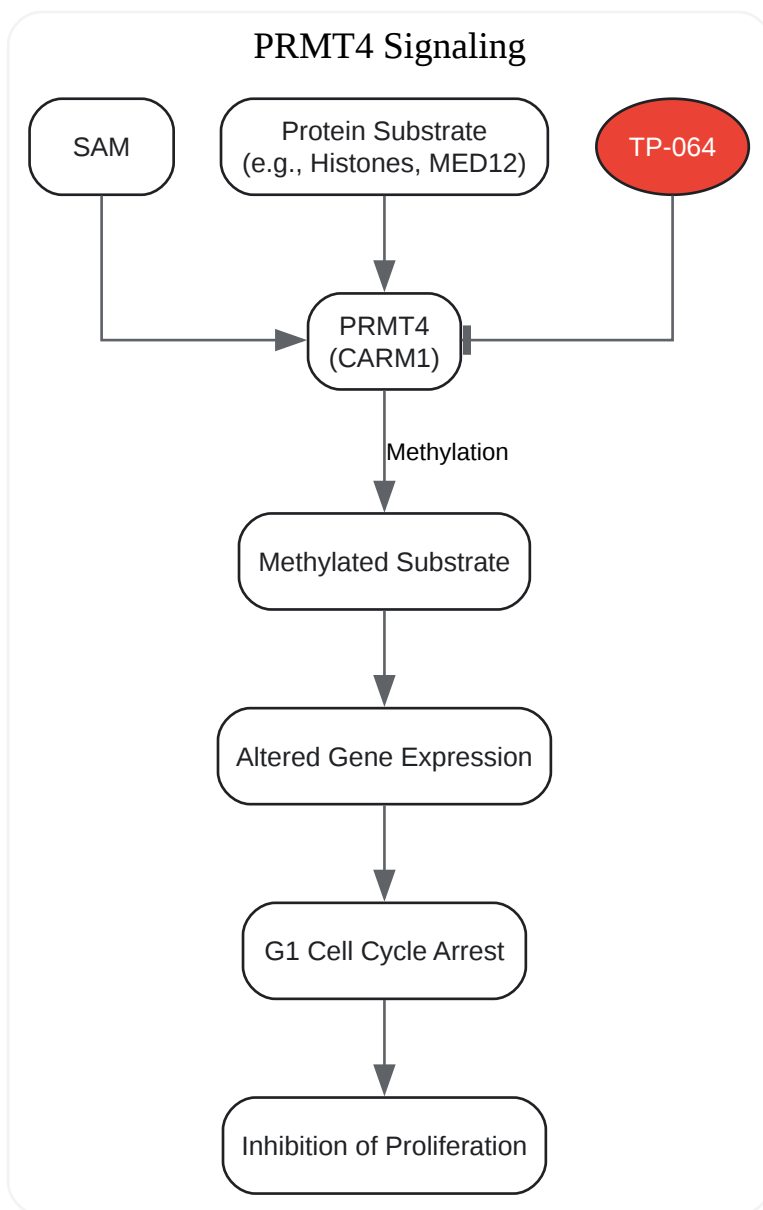 PRMT4 Signaling
SAM
Protein Substrate
(e.g., Histones, MED12)
TP-064
PRMT4
(CARM1)
Methylation
Methylated Substrate
Altered Gene Expression
G1 Cell Cycle Arrest
Inhibition of Proliferation